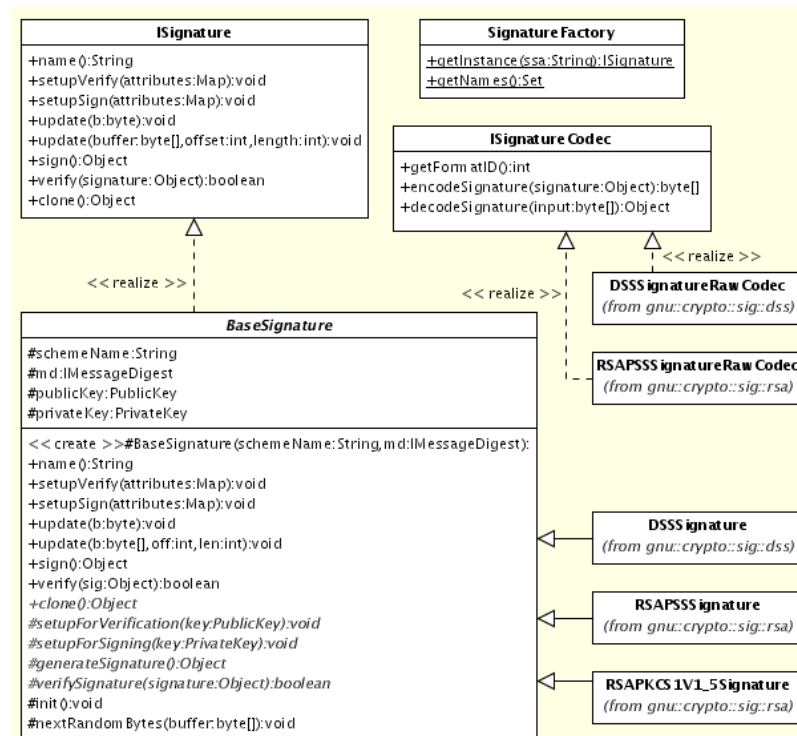 ISignature
+name():String
+setupVerify(attributes:Map):void
+setupSign(attributes:Map):void
+update(b:byte):void
+update(buffer:byte[],offset:int,length:int):void
+sign():Object
+verify(signature:Object):boolean
+clone():Object
SignatureFactory
+getInstance(ssa:String):ISignature
+getNames():Set
ISignatureCodec
+getFormatID():int
+encodeSignature(signature:Object):byte[]
+decodeSignature(input:byte[]):Object
<< realize >>
<< realize >>
<< realize >>
DSSSignatureRawCodec
(from gnu::crypto::sig::dss)
RSAPSSSignatureRawCodec
(from gnu::crypto::sig::rsa)
BaseSignature
#schemeName:String
#md:IMessageDigest
#publicKey:PublicKey
#privateKey:PrivateKey
<< create >>#BaseSignature(schemeName:String,md:IMessageDigest):
+name():String
+setupVerify(attributes:Map):void
+setupSign(attributes:Map):void
+update(b:byte):void
+update(b:byte[],off:int,len:int):void
+sign():Object
+verify(sig:Object):boolean
+clone():Object
#setupForVerification(key:PublicKey):void
#setupForSigning(key:PrivateKey):void
#generateSignature():Object
#verifySignature(signature:Object):boolean
#init():void
#nextRandomBytes(buffer:byte[]):void
DSSSignature
(from gnu::crypto::sig::dss)
RSAPSSSignature
(from gnu::crypto::sig::rsa)
RSAPKCS1V1_5Signature
(from gnu::crypto::sig::rsa)